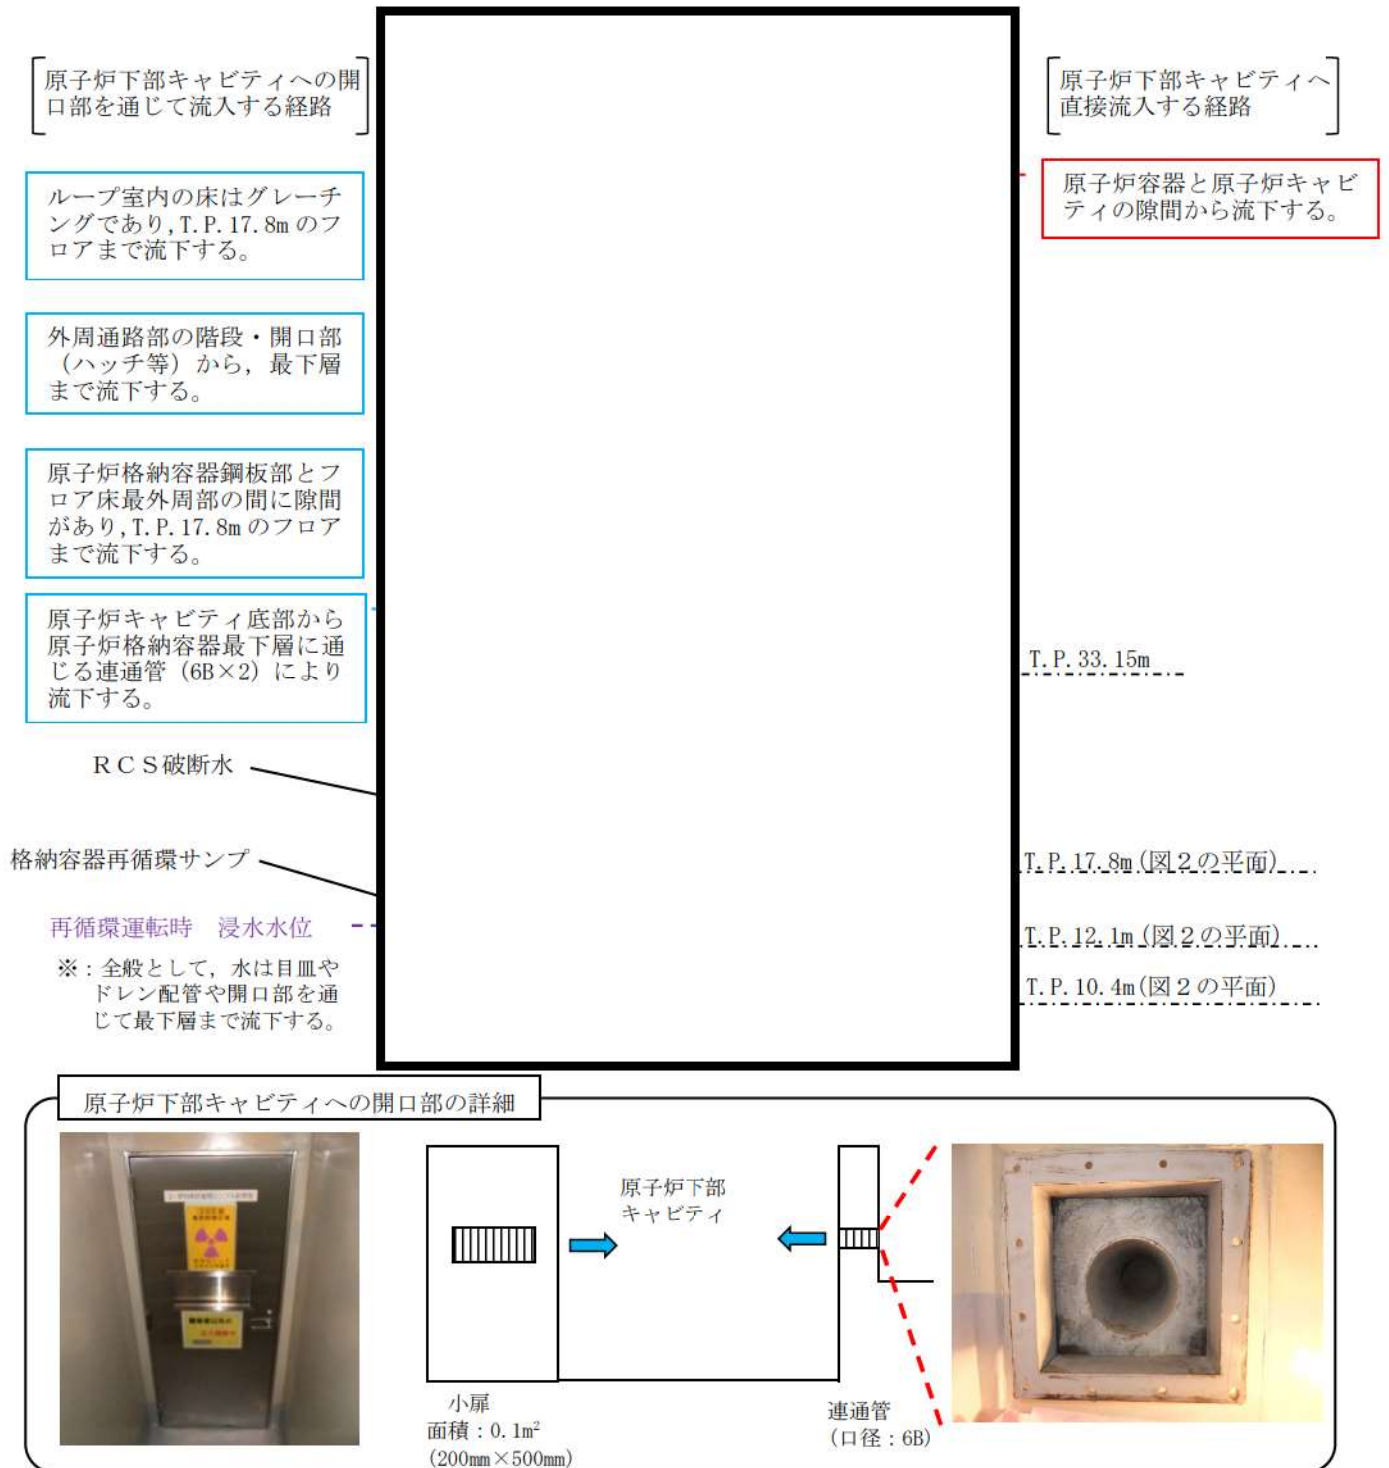 原子炉下部キャビティへの開
口部を通じて流入する経路
ループ室内の床はグレーチ
ングであり,T.P.17.8mのフ
ロアまで流下する。
外周通路部の階段・開口部
（ハッチ等）から，最下層
まで流下する。
原子炉格納容器鋼板部とフ
ロア床最外周部の間に隙間
があり,T.P.17.8mのフロア
まで流下する。
原子炉キャビティ底部から
原子炉格納容器最下層に通
じる連通管（6B×2）により
流下する。
ＲＣＳ破断水
格納容器再循環サンプ
再循環運転時　浸水水位
※：全般として，水は目皿や
ドレン配管や開口部を通
じて最下層まで流下する。
原子炉下部キャビティへ
直接流入する経路
原子炉容器と原子炉キャビ
ティの隙間から流下する。
T.P.33.15m
T.P.17.8m(図２の平面)
T.P.12.1m(図２の平面)
T.P.10.4m(図２の平面)
原子炉下部キャビティへの開口部の詳細
原子炉下部
キャビティ
小扉
面積：0.1m²
(200mm×500mm)
連通管
(口径：6B)